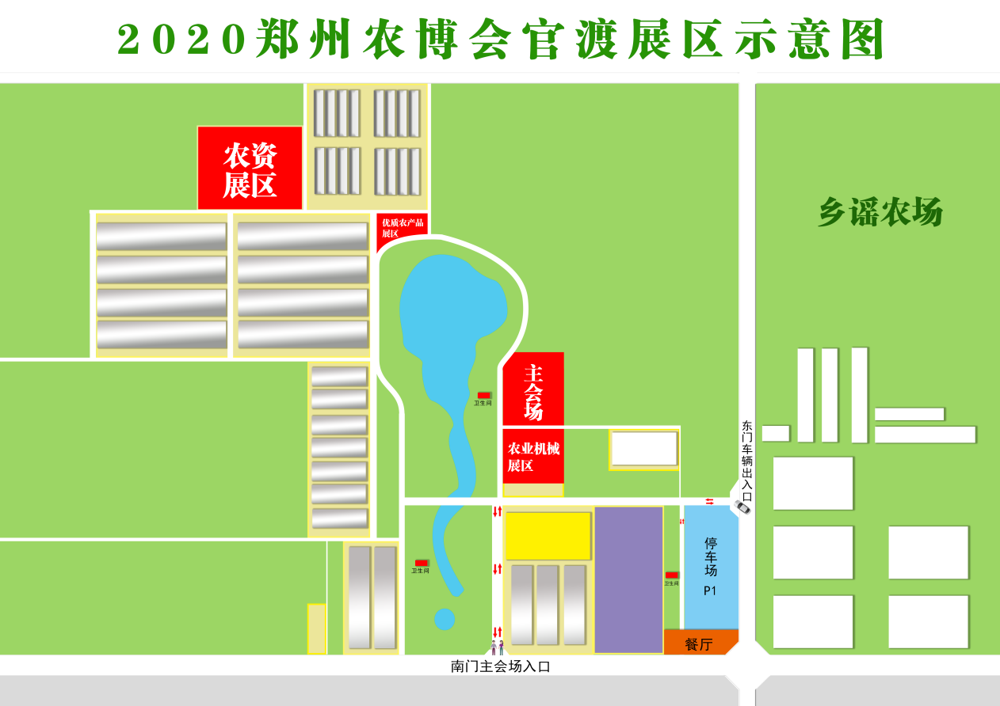 2020郑州农博会官渡展区示意图
农资
展区
优质农产品
展区
乡谣农场
主会场
卫生间
农业机械
展区
东门车辆出入口
卫生间
卫生间
停车场
P1
餐厅
南门主会场入口